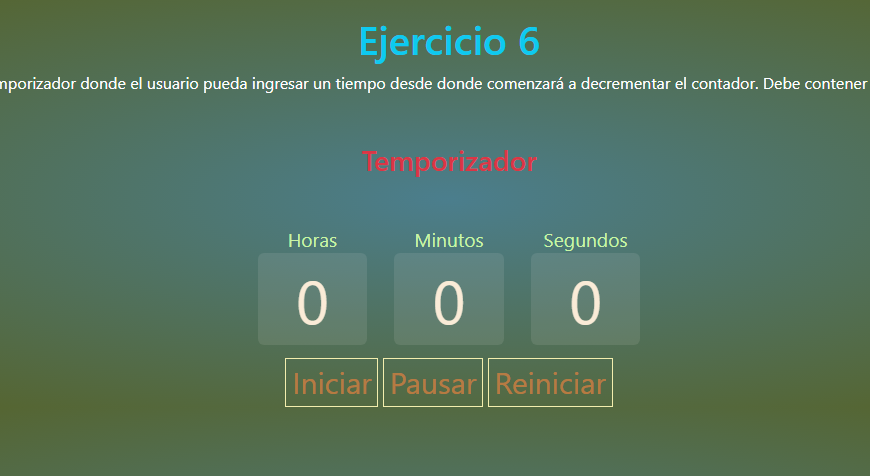 Ejercicio 6
mporizador donde el usuario pueda ingresar un tiempo desde donde comenzará a decrementar el contador. Debe contener
Temporizador
Horas Minutos Segundos
0 0 0
Iniciar Pausar Reiniciar